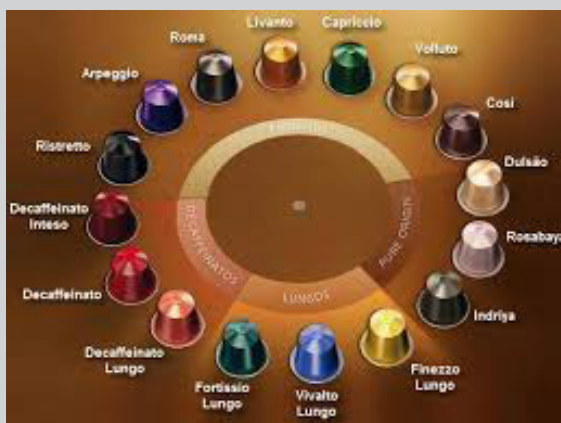 Livanto
Capriccio
Roma
Volluto
Arpeggio
Cosi
Ristretto
Dulsão
Decaffeinato
Inteso
Rosabaya
Decaffeinato
Indriya
Decaffeinato
Lungo
Fortissio
Lungo
Vivalto
Lungo
Finezzo
Lungo
DECAFFEINATOS
PURE ORIGIN
LUNGOS